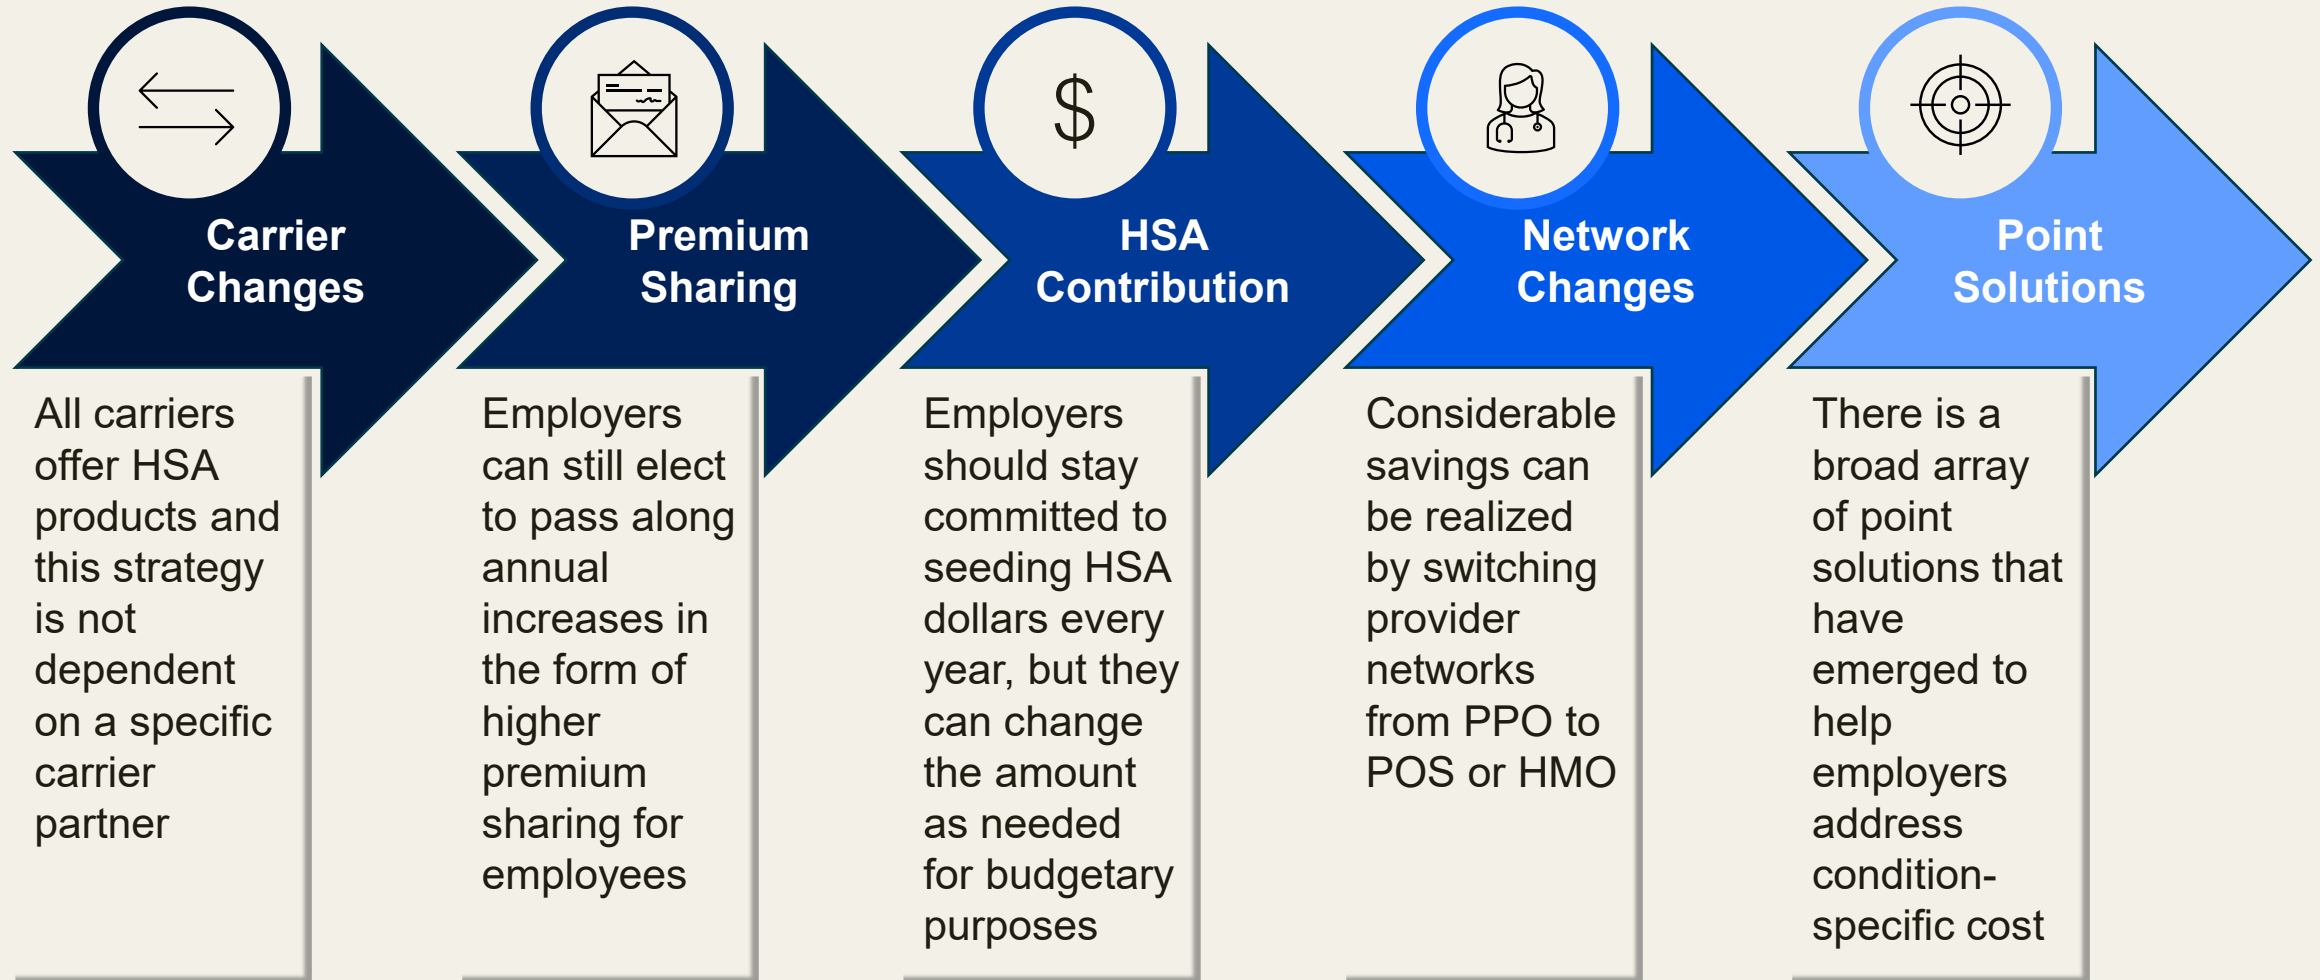 Carrier
Changes
All carriers
offer HSA
products and
this strategy
is not
dependent
on a specific
carrier
partner
Premium
Sharing
Employers
can still elect
to pass along
annual
increases in
the form of
higher
premium
sharing for
employees
$
HSA
Contribution
Employers
should stay
committed to
seeding HSA
dollars every
year, but they
can change
the amount
as needed
for budgetary
purposes
Network
Changes
Considerable
savings can
be realized
by switching
provider
networks
from PPO to
POS or HMO
Point
Solutions
There is a
broad array
of point
solutions that
have
emerged to
help
employers
address
condition-
specific cost